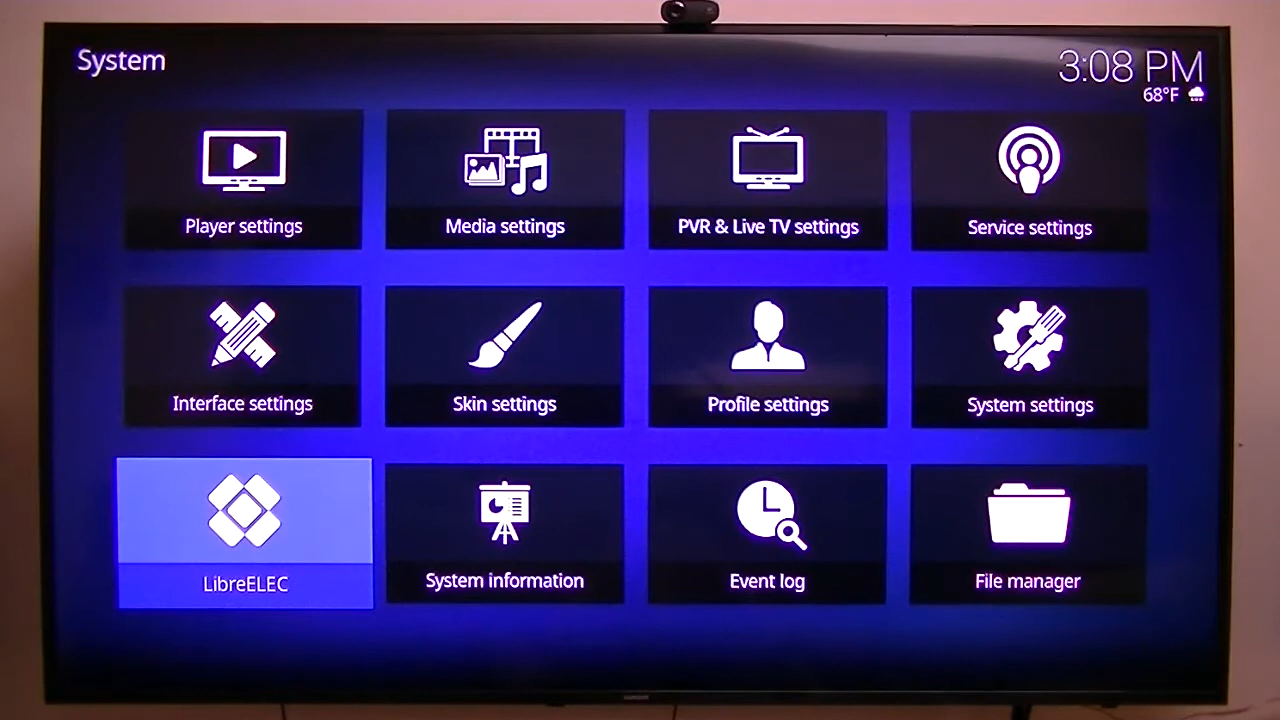 System
3:08 PM
68°F
Player settings
Media settings
PVR & Live TV settings
Service settings
Interface settings
Skin settings
Profile settings
System settings
LibreELEC
System information
Event log
File manager